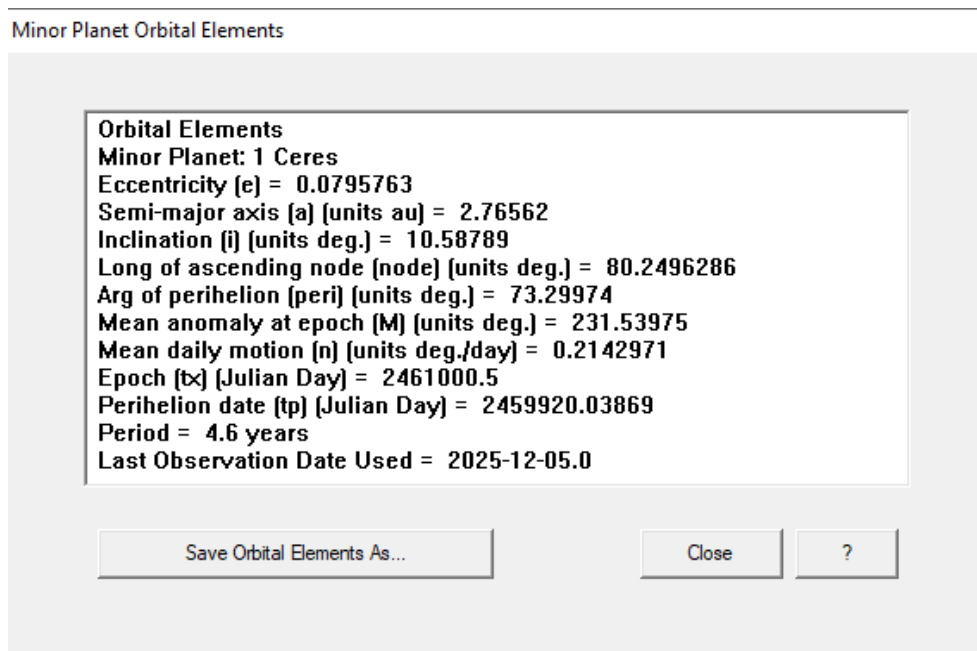 Minor Planet Orbital Elements
Orbital Elements
Minor Planet: 1 Ceres
Eccentricity (e) = 0.0795763
Semi-major axis (a) (units au) = 2.76562
Inclination (i) (units deg.) = 10.58789
Long of ascending node (node) (units deg.) = 80.2496286
Arg of perihelion (peri) (units deg.) = 73.29974
Mean anomaly at epoch (M) (units deg.) = 231.53975
Mean daily motion (n) (units deg./day) = 0.2142971
Epoch (tx) (Julian Day) = 2461000.5
Perihelion date (tp) (Julian Day) = 2459920.03869
Period = 4.6 years
Last Observation Date Used = 2025-12-05.0
Save Orbital Elements As... Close ?